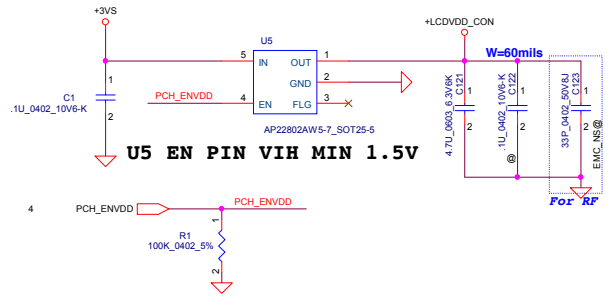 +3VS
+LCDVDD_CON
U5
W=60mils
5 IN OUT 1
GND 2
PCH_ENVDD 4 EN FLG 3
AP22802AW5-7_SOT25-5
1
C1
.1U_0402_10V6-K
2
1
4.7U_0603_6.3V6K
C121
2
1
.1U_0402_10V6-K
C122
2
@
1
33P_0402_50V8J
C123
2
EMC_NS@
U5 EN PIN VIH MIN 1.5V
For RF
4 PCH_ENVDD PCH_ENVDD
1
R1
100K_0402_5%
2